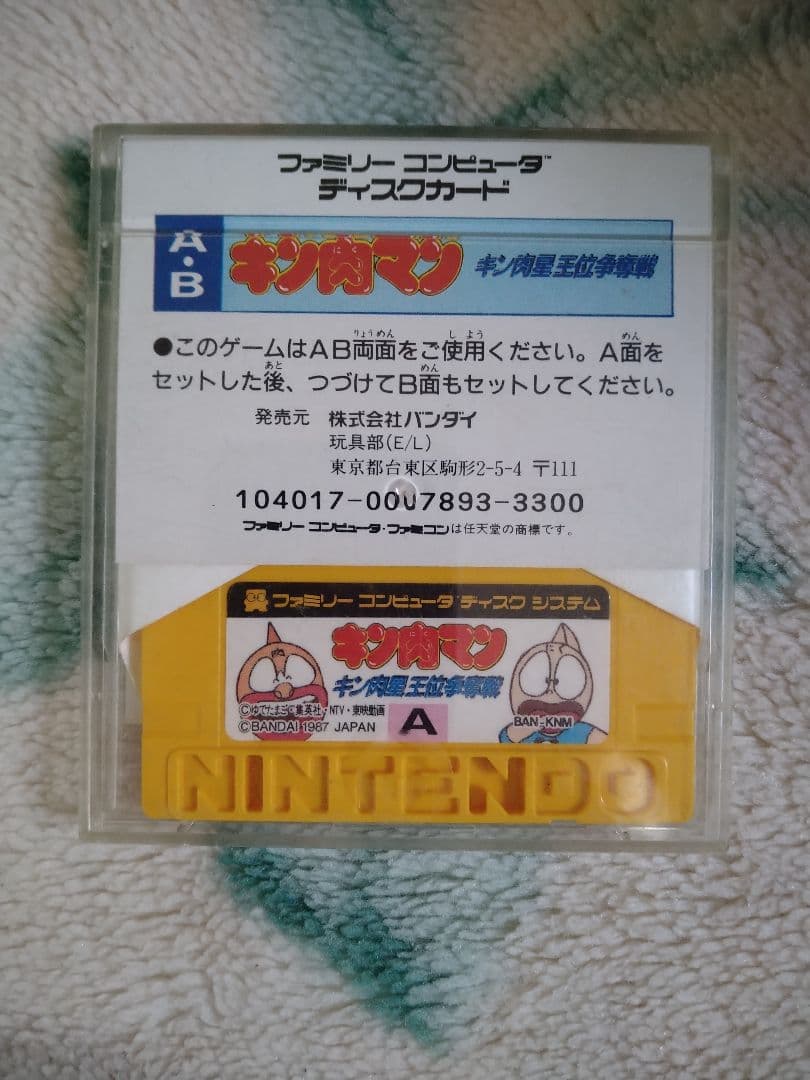 ファミリー コンピュータ™
ディスクカード
A・B
キン肉マン キン肉星王位争奪戦
●このゲームはAB両面をご使用ください。A面を
セットした後、つづけてB面もセットしてください。
発売元 株式会社バンダイ
玩具部(E/L)
東京都台東区駒形2-5-4 〒111
104017-0007893-3300
ファミリー コンピュータ・ファミコンは任天堂の商標です。
ファミリー コンピュータ ディスク システム
キン肉マン
キン肉星王位争奪戦
©ゆでたまご・集英社・NTV・東映動画
©BANDAI 1987 JAPAN
A
BAN-KNM
NINTENDO